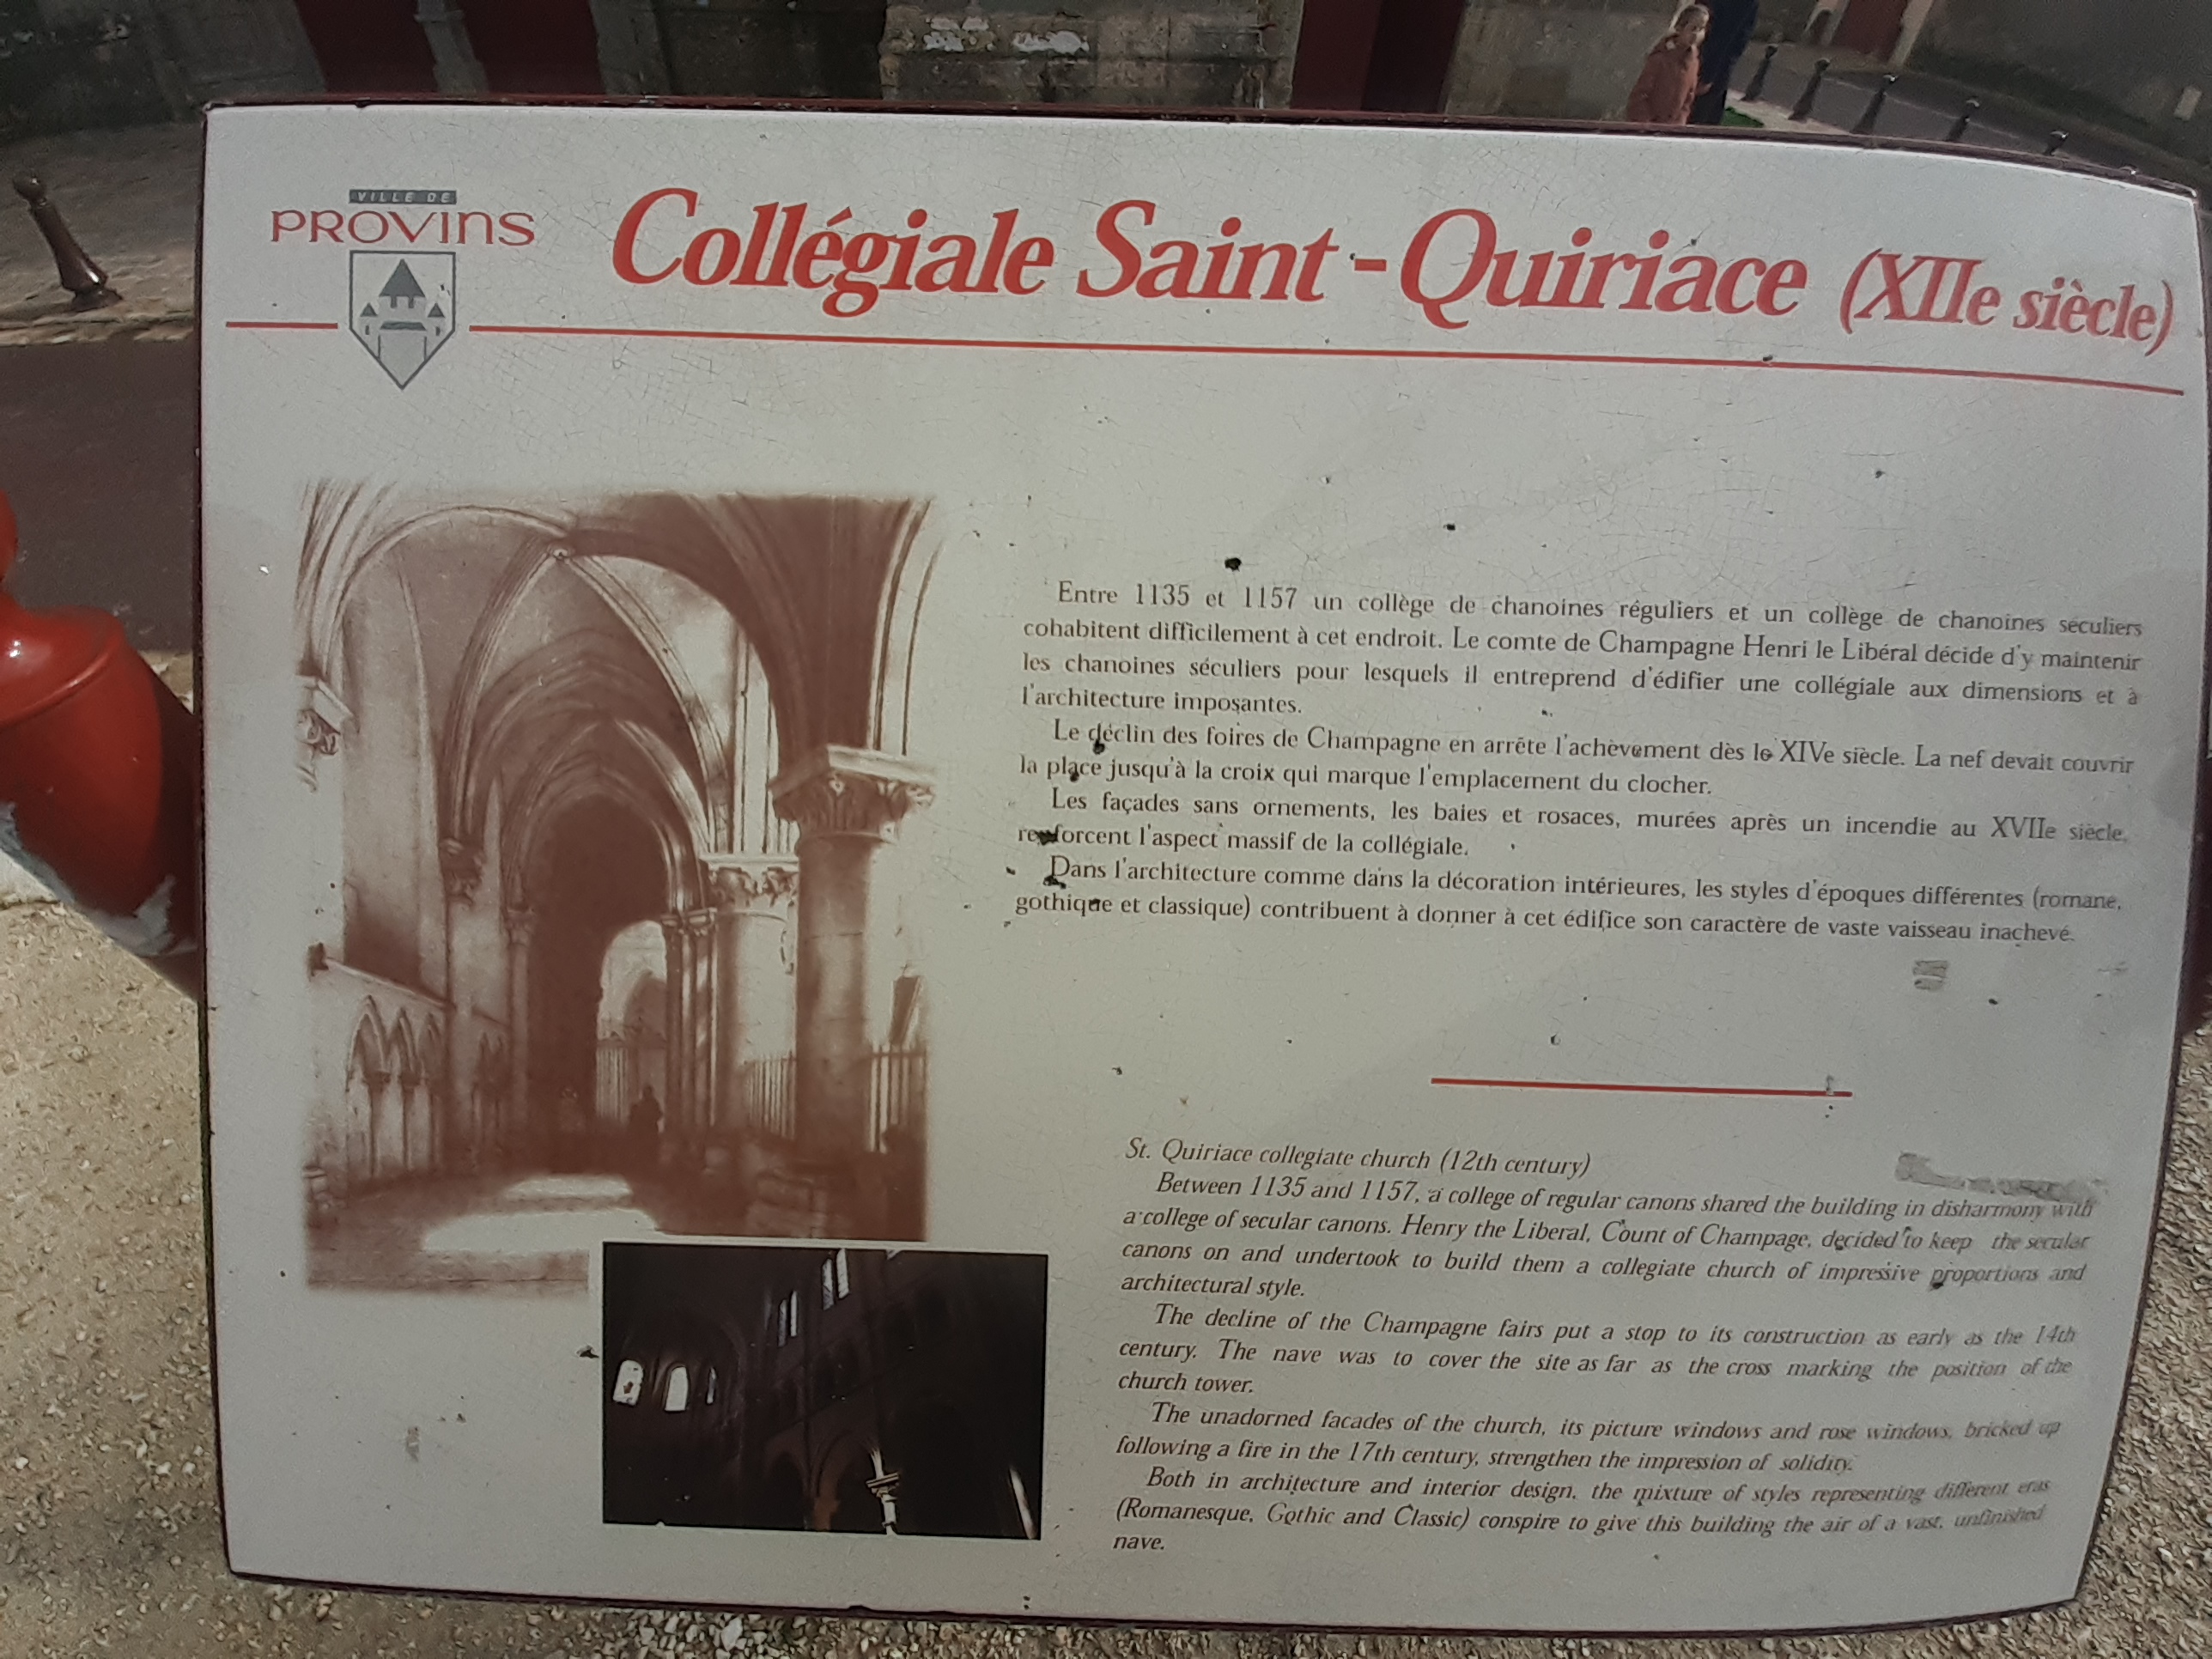 VILLE DE
PROVINS
Collégiale Saint-Quiriace (XIIe siècle)
Entre 1135 et 1157 un collège de chanoines réguliers et un collège de chanoines séculiers
cohabitent difficilement à cet endroit. Le comte de Champagne Henri le Libéral décide d'y maintenir
les chanoines séculiers pour lesquels il entreprend d'édifier une collégiale aux dimensions et à
l'architecture imposantes.
Le déclin des foires de Champagne en arrête l'achèvement dès le XIVe siècle. La nef devait couvrir
la place jusqu'à la croix qui marque l'emplacement du clocher.
Les façades sans ornements, les baies et rosaces, murées après un incendie au XVIIe siècle,
renforcent l'aspect massif de la collégiale.
Dans l'architecture comme dans la décoration intérieures, les styles d'époques différentes (romane,
gothique et classique) contribuent à donner à cet édifice son caractère de vaste vaisseau inachevé.
St. Quiriace collegiate church (12th century)
Between 1135 and 1157, a college of regular canons shared the building in disharmony with
a college of secular canons. Henry the Liberal, Count of Champage, decided to keep the secular
canons on and undertook to build them a collegiate church of impressive proportions and
architectural style.
The decline of the Champagne fairs put a stop to its construction as early as the 14th
century. The nave was to cover the site as far as the cross marking the position of the
church tower.
The unadorned facades of the church, its picture windows and rose windows, bricked up
following a fire in the 17th century, strengthen the impression of solidity.
Both in architecture and interior design, the mixture of styles representing different eras
(Romanesque, Gothic and Classic) conspire to give this building the air of a vast, unfinished
nave.